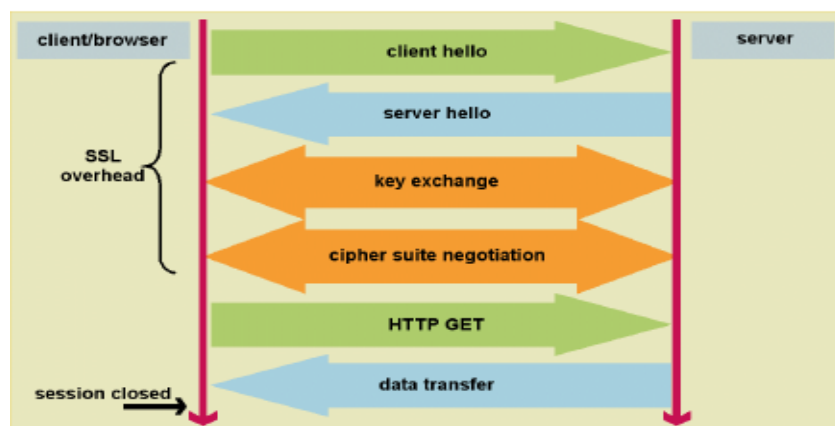 client/browser
server
client hello
server hello
SSL
overhead
key exchange
cipher suite negotiation
HTTP GET
data transfer
session closed